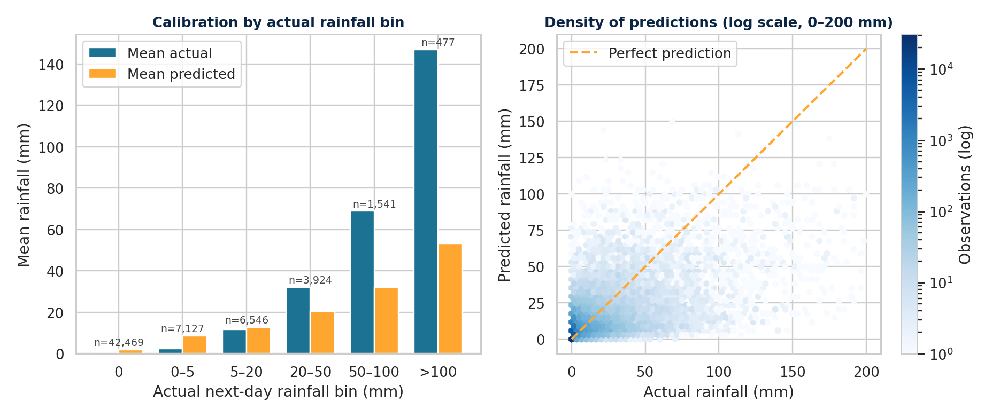 Calibration by actual rainfall bin
Mean actual
Mean predicted
Mean rainfall (mm)
140
120
100
80
60
40
20
0
n=42,469
n=7,127
n=6,546
n=3,924
n=1,541
n=477
0
0–5
5–20
20–50
50–100
>100
Actual next-day rainfall bin (mm)
Density of predictions (log scale, 0–200 mm)
Perfect prediction
Predicted rainfall (mm)
200
175
150
125
100
75
50
25
0
0
50
100
150
200
Actual rainfall (mm)
10⁴
10³
10²
10¹
10⁰
Observations (log)